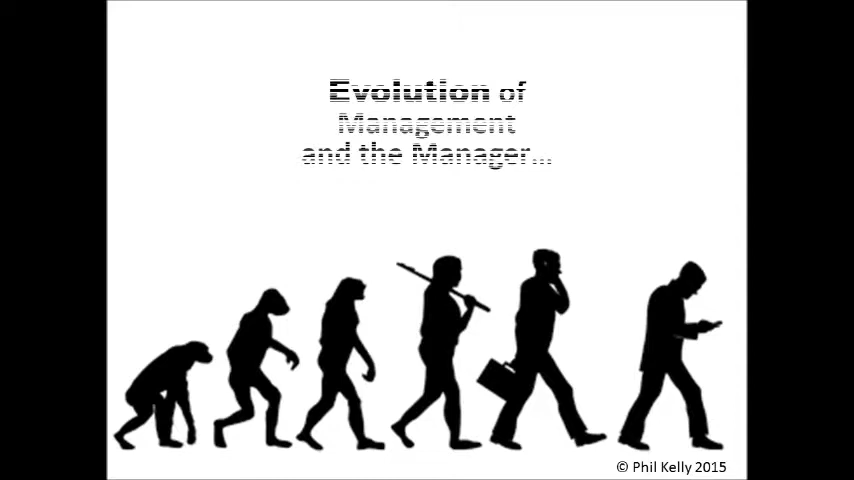 Evolution of
Management
and the Manager...
© Phil Kelly 2015